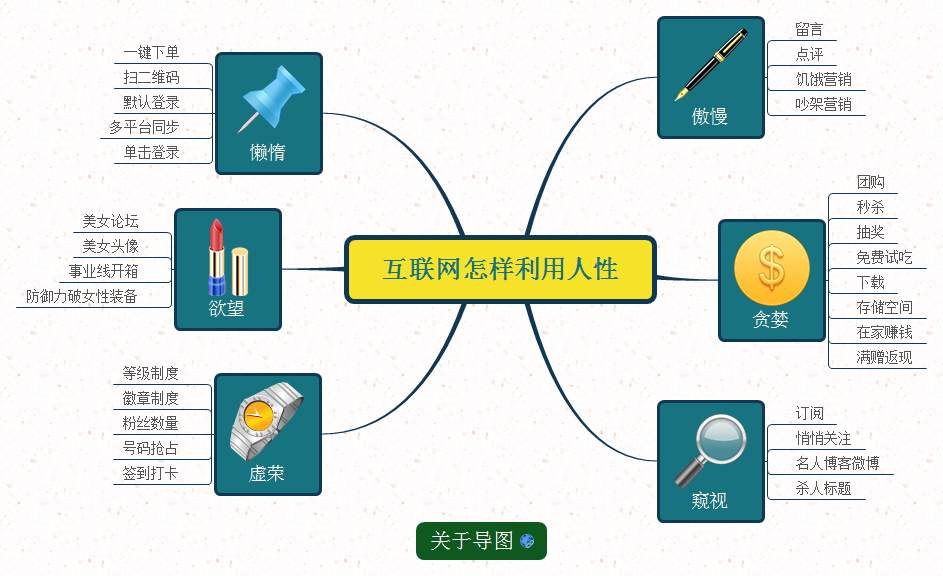 互联网怎样利用人性
懒惰
一键下单
扫二维码
默认登录
多平台同步
单击登录
欲望
美女论坛
美女头像
事业线开箱
防御力破女性装备
虚荣
等级制度
徽章制度
粉丝数量
号码抢占
签到打卡
傲慢
留言
点评
饥饿营销
吵架营销
贪婪
团购
秒杀
抽奖
免费试吃
下载
存储空间
在家赚钱
满赠返现
窥视
订阅
悄悄关注
名人博客微博
杀人标题
关于导图